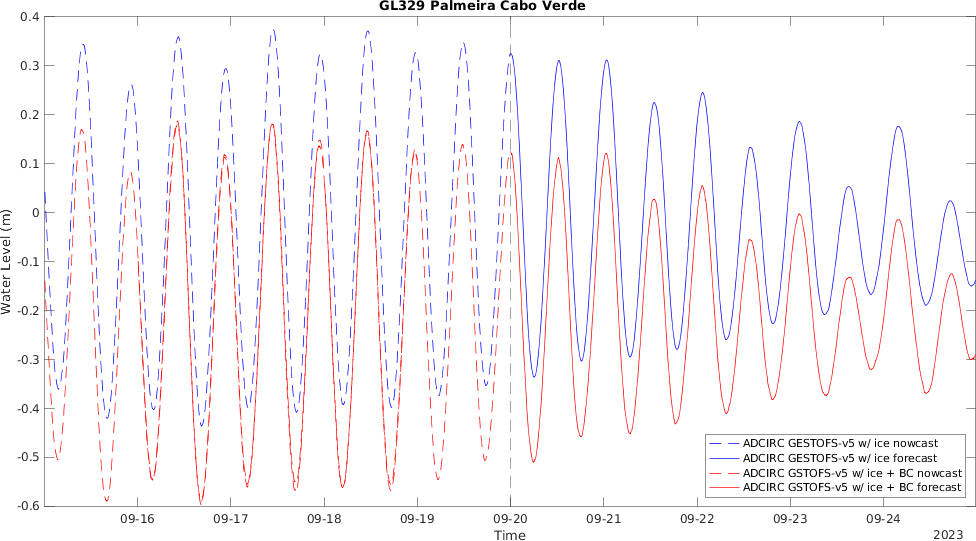 GL329 Palmeira Cabo Verde
0.4
0.3
0.2
0.1
0
-0.1
-0.2
-0.3
-0.4
-0.5
-0.6
Water Level (m)
ADCIRC GESTOFS-v5 w/ ice nowcast
ADCIRC GESTOFS-v5 w/ ice forecast
ADCIRC GSTOFS-v5 w/ ice + BC nowcast
ADCIRC GSTOFS-v5 w/ ice + BC forecast
09-16 09-17 09-18 09-19 09-20 09-21 09-22 09-23 09-24
Time
2023